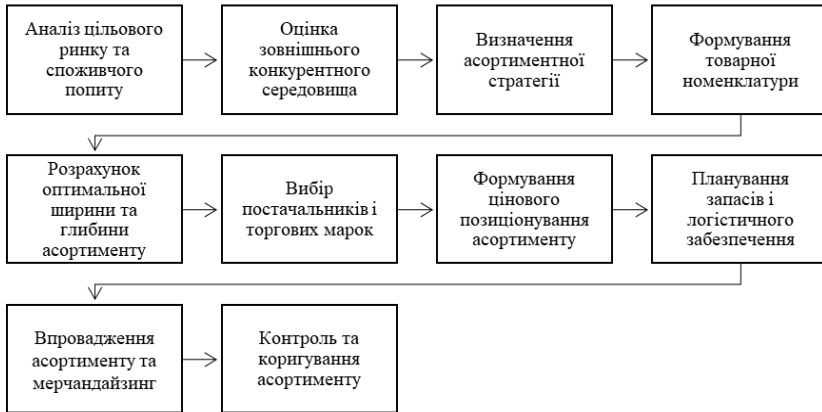 Аналіз цільового
ринку та
споживчого
попиту
Оцінка
зовнішнього
конкурентного
середовища
Визначення
асортиментної
стратегії
Формування
товарної
номенклатури
Розрахунок
оптимальної
ширини та
глибини
асортименту
Вибір
постачальників і
торгових марок
Формування
цінового
позиціонування
асортименту
Планування
запасів і
логістичного
забезпечення
Впровадження
асортименту та
мерчандайзинг
Контроль та
коригування
асортименту